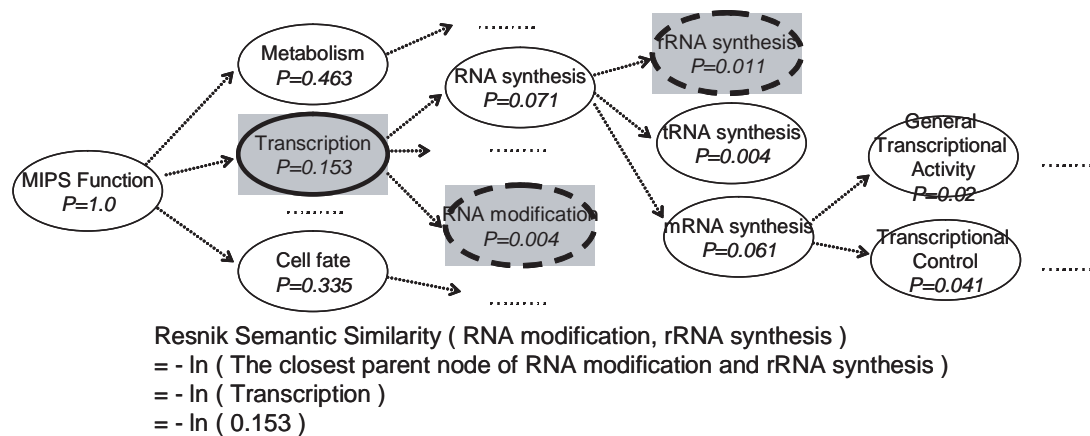 MIPS Function
P=1.0
Metabolism
P=0.463
.........
Transcription
P=0.153
.........
Cell fate
P=0.335
.........
RNA synthesis
P=0.071
.........
RNA modification
P=0.004
rRNA synthesis
P=0.011
tRNA synthesis
P=0.004
mRNA synthesis
P=0.061
General
Transcriptional
Activity
P=0.02
.........
Transcriptional
Control
P=0.041
.........
Resnik Semantic Similarity ( RNA modification, rRNA synthesis )
= - ln ( The closest parent node of RNA modification and rRNA synthesis )
= - ln ( Transcription )
= - ln ( 0.153 )